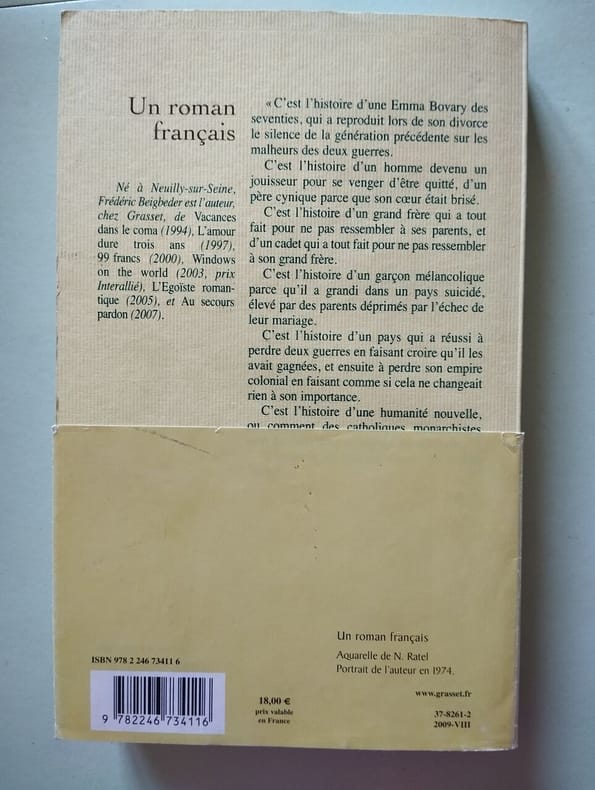 Un roman
français
Né à Neuilly-sur-Seine,
Frédéric Beigbeder est l'auteur,
chez Grasset, de Vacances
dans le coma (1994), L'amour
dure trois ans (1997),
99 francs (2000), Windows
on the world (2003, prix
Interallié), L'Egoïste roman-
tique (2005), et Au secours
pardon (2007).
« C'est l'histoire d'une Emma Bovary des
seventies, qui a reproduit lors de son divorce
le silence de la génération précédente sur les
malheurs des deux guerres.
C'est l'histoire d'un homme devenu un
jouisseur pour se venger d'être quitté, d'un
père cynique parce que son cœur était brisé.
C'est l'histoire d'un grand frère qui a tout
fait pour ne pas ressembler à ses parents, et
d'un cadet qui a tout fait pour ne pas ressembler
à son grand frère.
C'est l'histoire d'un garçon mélancolique
parce qu'il a grandi dans un pays suicidé,
élevé par des parents déprimés par l'échec de
leur mariage.
C'est l'histoire d'un pays qui a réussi à
perdre deux guerres en faisant croire qu'il les
avait gagnées, et ensuite à perdre son empire
colonial en faisant comme si cela ne changeait
rien à son importance.
C'est l'histoire d'une humanité nouvelle,
ou comment des catholiques monarchistes
Un roman français
Aquarelle de N. Ratel
Portrait de l'auteur en 1974.
www.grasset.fr
ISBN 978 2 246 73411 6
9 782246 734116
18,00 €
prix valable
en France
37-8261-2
2009-VIII